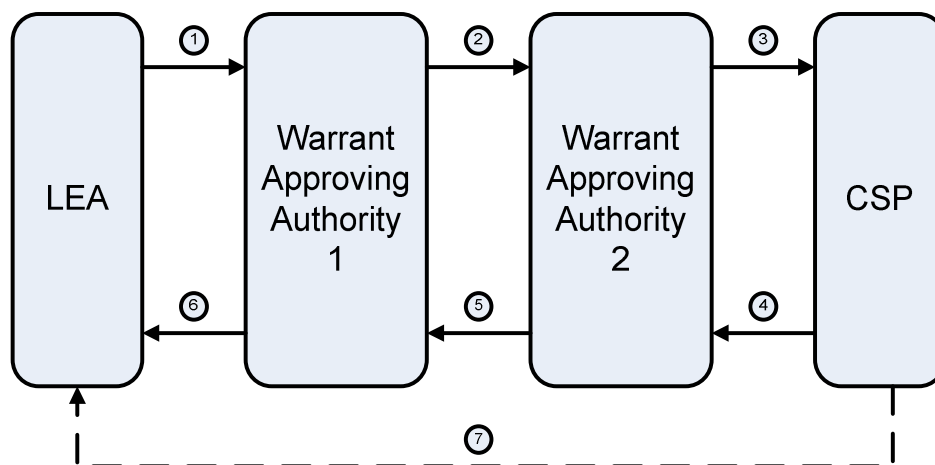 1
2
3
LEA
Warrant
Approving
Authority
1
Warrant
Approving
Authority
2
CSP
6
5
4
7